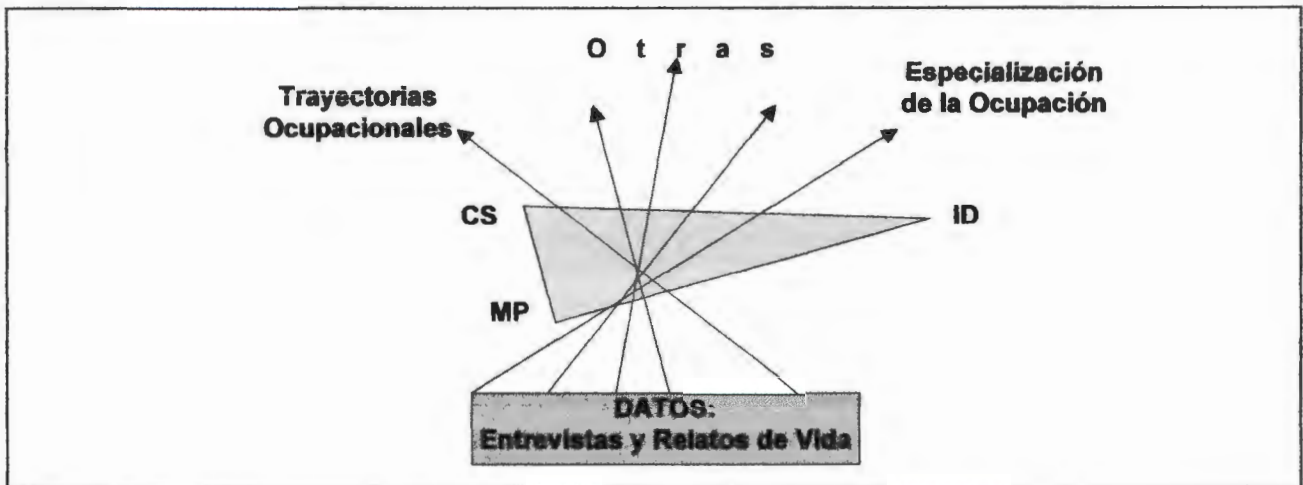 O t r a s
Trayectorias
Ocupacionales
Especialización
de la Ocupación
CS
ID
MP
DATOS:
Entrevistas y Relatos de Vida